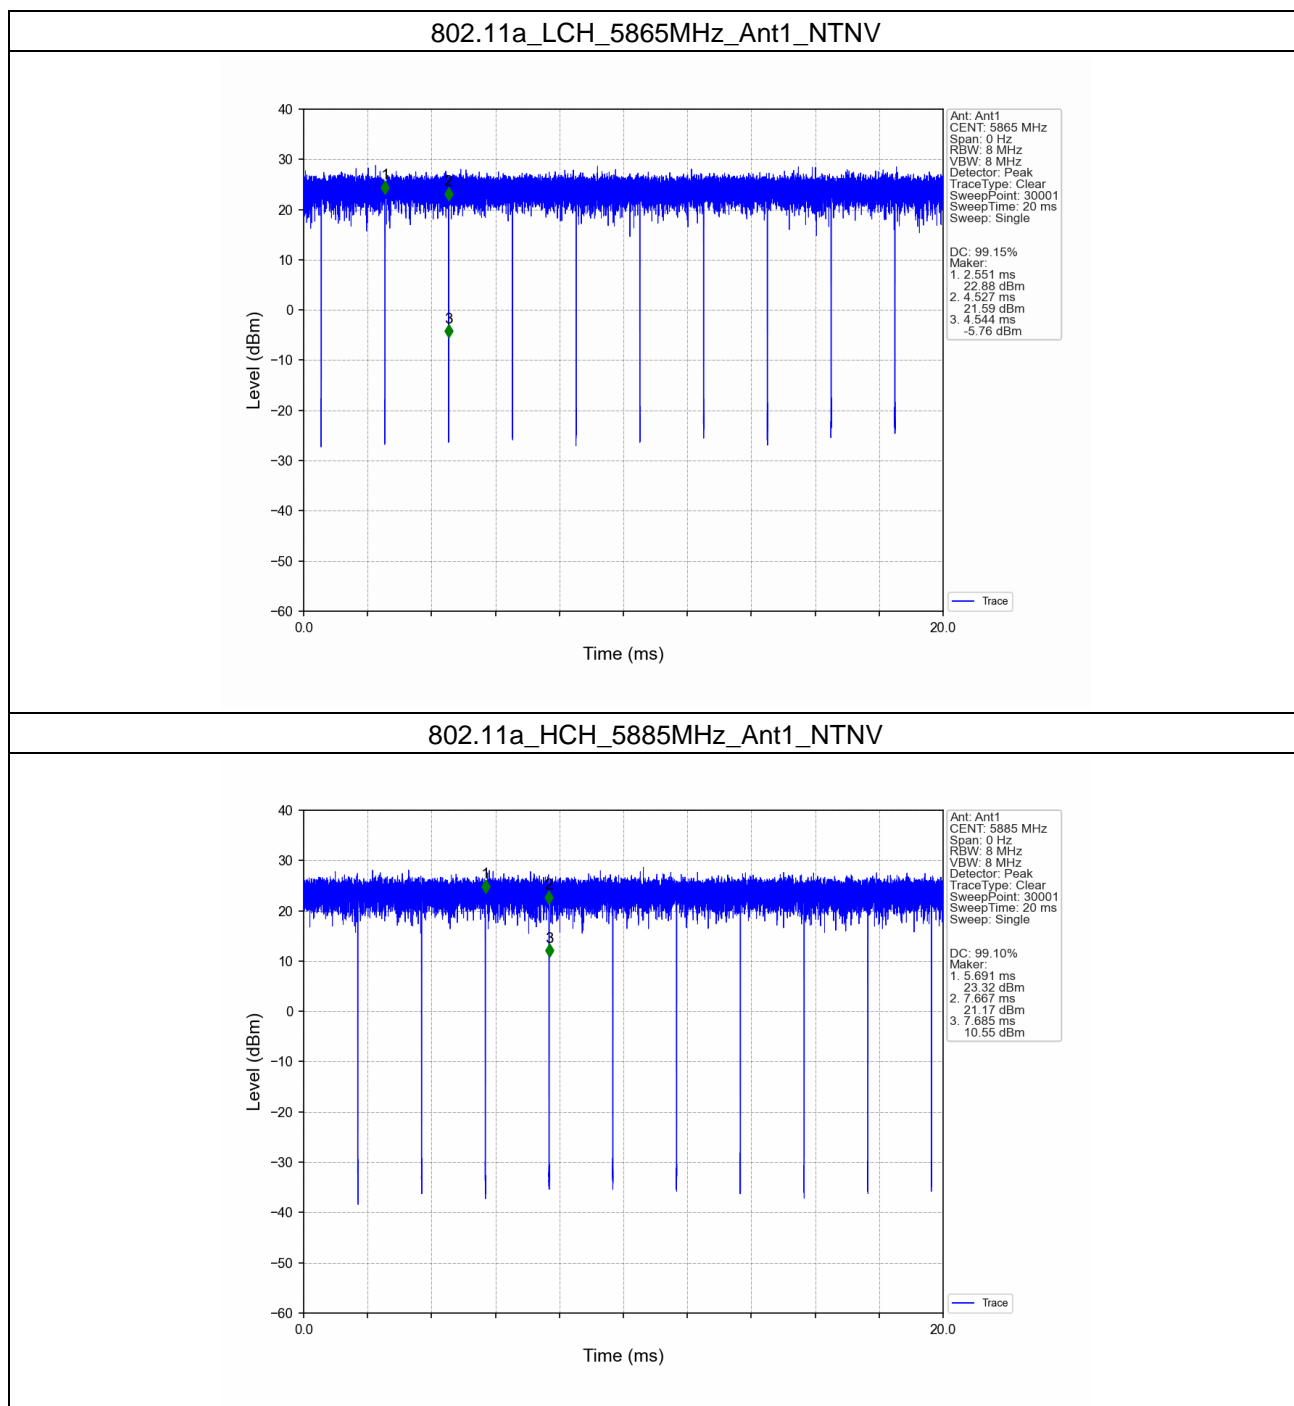 802.11a_LCH_5865MHz_Ant1_NTNV
40
30
20
10
0
−10
−20
−30
−40
−50
−60
Level (dBm)
0.0
20.0
Time (ms)
1
2
3
Ant: Ant1
CENT: 5865 MHz
Span: 0 Hz
RBW: 8 MHz
VBW: 8 MHz
Detector: Peak
TraceType: Clear
SweepPoint: 30001
SweepTime: 20 ms
Sweep: Single
DC: 99.15%
Maker:
1. 2.551 ms
22.88 dBm
2. 4.527 ms
21.59 dBm
3. 4.544 ms
-5.76 dBm
Trace
802.11a_HCH_5885MHz_Ant1_NTNV
40
30
20
10
0
−10
−20
−30
−40
−50
−60
Level (dBm)
0.0
20.0
Time (ms)
1
2
3
Ant: Ant1
CENT: 5885 MHz
Span: 0 Hz
RBW: 8 MHz
VBW: 8 MHz
Detector: Peak
TraceType: Clear
SweepPoint: 30001
SweepTime: 20 ms
Sweep: Single
DC: 99.10%
Maker:
1. 5.691 ms
23.32 dBm
2. 7.667 ms
21.17 dBm
3. 7.685 ms
10.55 dBm
Trace